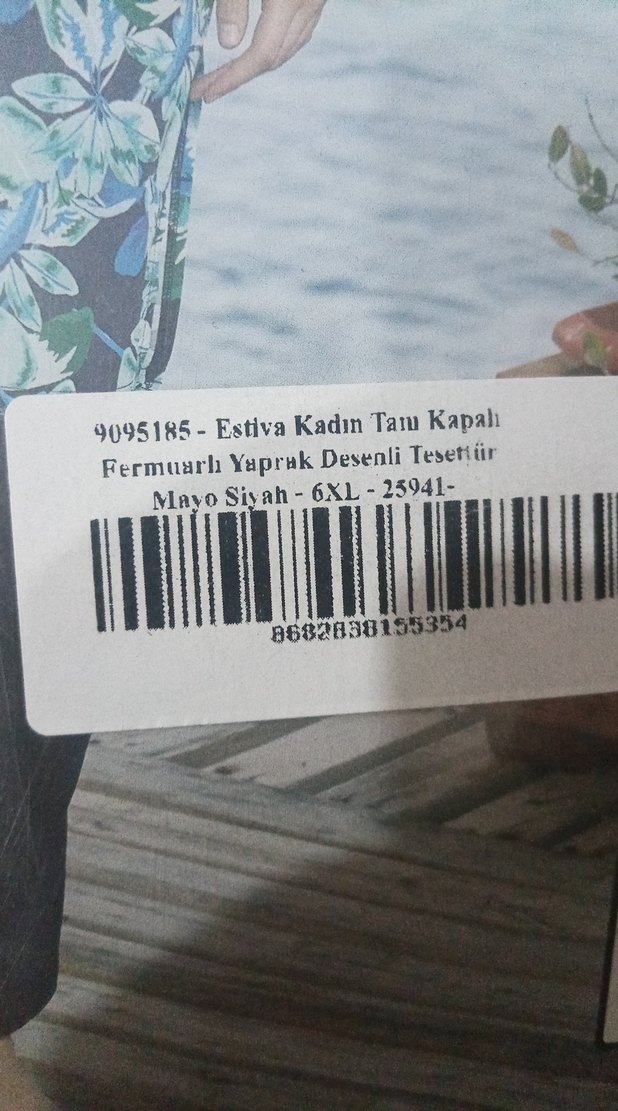 9095185 - Estiva Kadın Tam Kapalı
Fermuarlı Yaprak Desenli Tesettür
Mayo Siyah - 6XL - 25941-
8682838155354